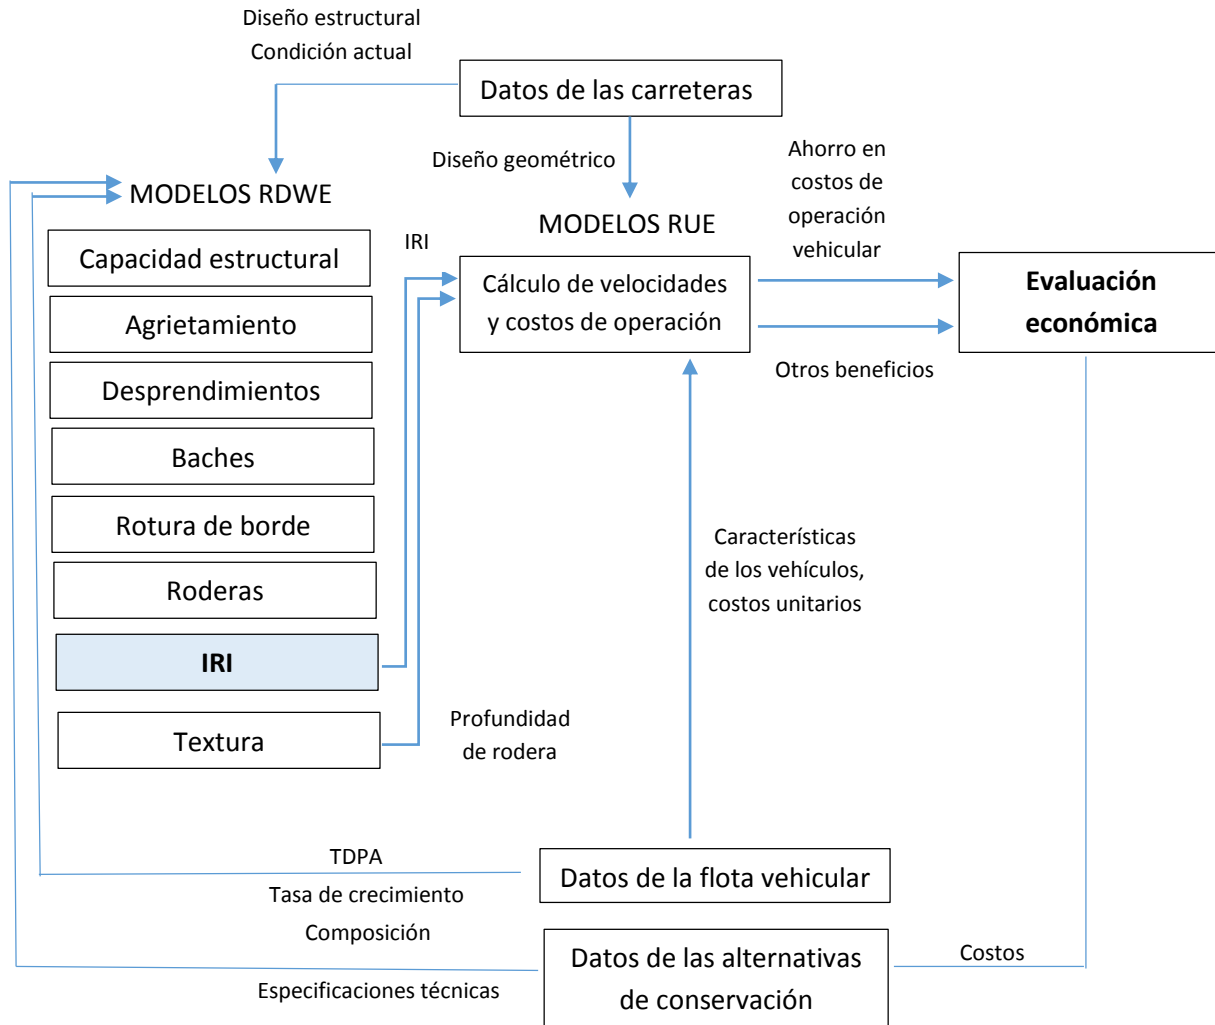 Diseño estructural
Condición actual
Datos de las carreteras
Diseño geométrico
Ahorro en
costos de
operación
vehicular
MODELOS RDWE
MODELOS RUE
IRI
Capacidad estructural
Agrietamiento
Desprendimientos
Baches
Rotura de borde
Roderas
IRI
Textura
Cálculo de velocidades
y costos de operación
Evaluación
económica
Otros beneficios
Características
de los vehículos,
costos unitarios
Profundidad
de rodera
TDPA
Tasa de crecimiento
Composición
Datos de la flota vehicular
Especificaciones técnicas
Datos de las alternativas
de conservación
Costos